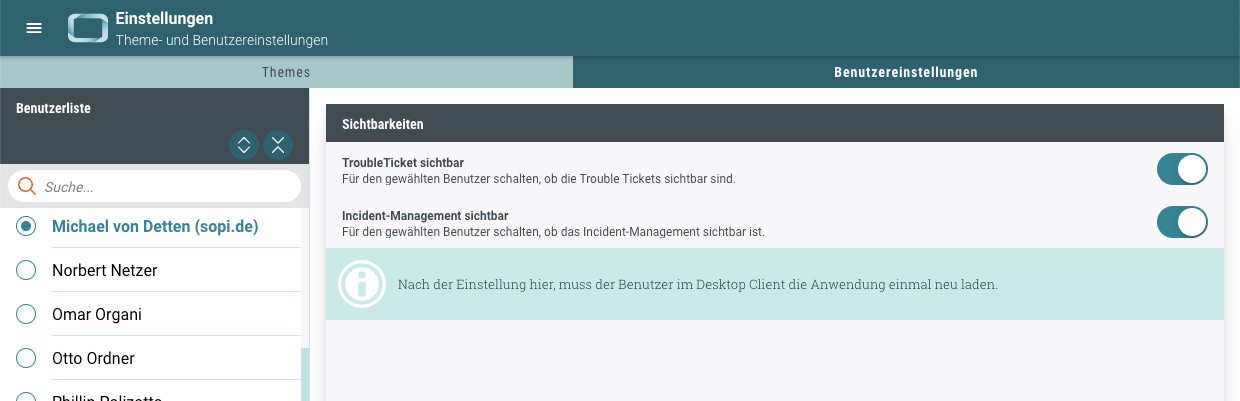 Einstellungen
Theme- und Benutzereinstellungen
Themes
Benutzereinstellungen
Benutzerliste
Suche...
Michael von Detten (sopi.de)
Norbert Netzer
Omar Organi
Otto Ordner
Sichtbarkeiten
TroubleTicket sichtbar
Für den gewählten Benutzer schalten, ob die Trouble Tickets sichtbar sind.
Incident-Management sichtbar
Für den gewählten Benutzer schalten, ob das Incident-Management sichtbar ist.
Nach der Einstellung hier, muss der Benutzer im Desktop Client die Anwendung einmal neu laden.